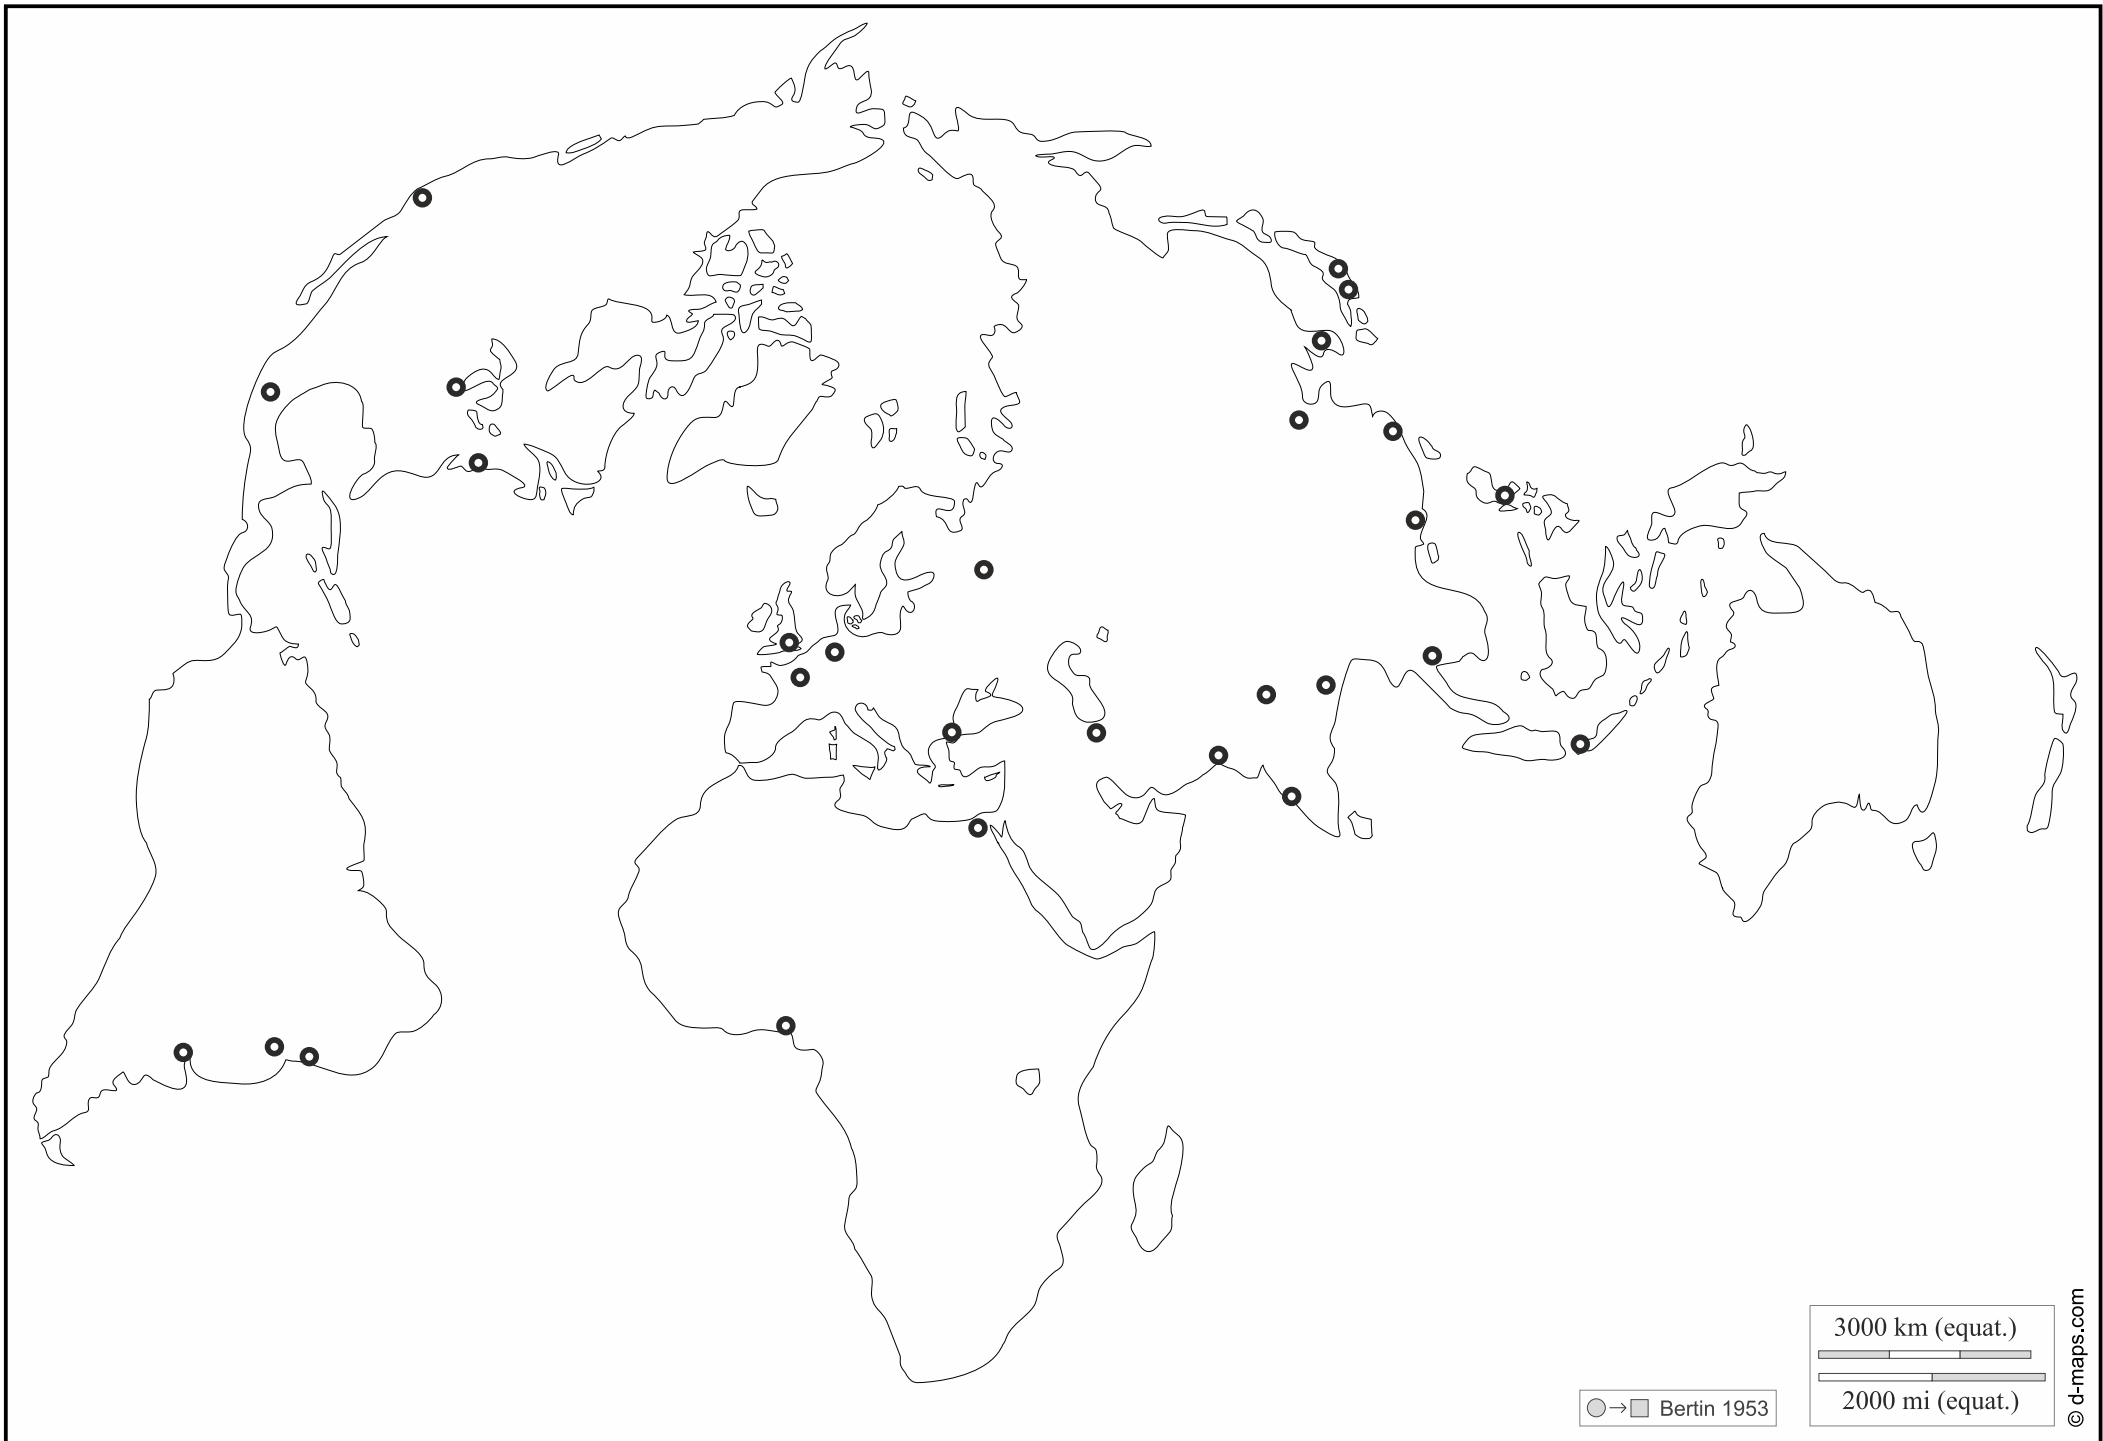 3000 km (equat.)
2000 mi (equat.)
Bertin 1953
© d-maps.com